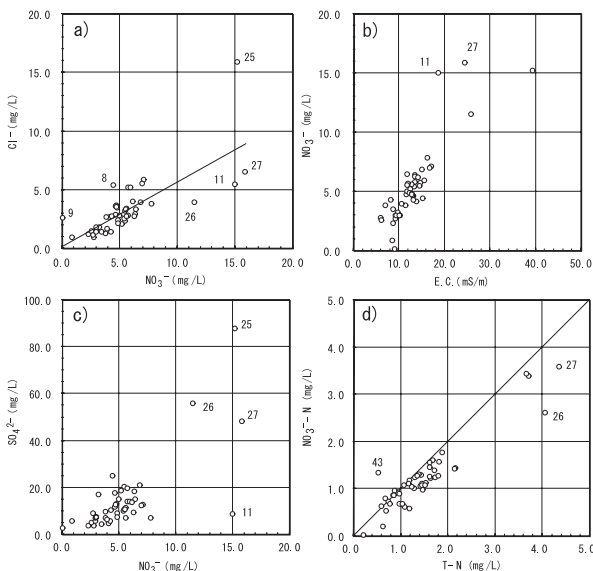 a)
20.0
15.0
10.0
5.0
0.0
Cl− (mg/L)
25
8
27
11
26
9
0.0 5.0 10.0 15.0 20.0
NO₃⁻ (mg/L)
b)
20.0
15.0
10.0
5.0
0.0
NO₃⁻ (mg/L)
27
11
0.0 10.0 20.0 30.0 40.0 50.0
E.C. (mS/m)
c)
100.0
80.0
60.0
40.0
20.0
0.0
SO₄²⁻ (mg/L)
25
26
27
11
0.0 5.0 10.0 15.0 20.0
NO₃⁻ (mg/L)
d)
5.0
4.0
3.0
2.0
1.0
0.0
NO₃⁻−N (mg/L)
27
26
43
0.0 1.0 2.0 3.0 4.0 5.0
T−N (mg/L)